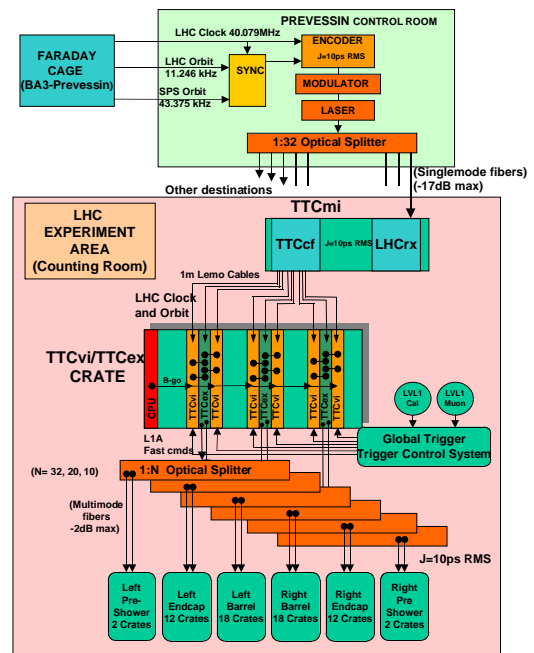 PREVESSIN CONTROL ROOM
LHC Clock 40.079MHz
ENCODER
J=10ps RMS
FARADAY
CAGE
(BA3-Prevessin)
LHC Orbit
11.246 kHz
SYNC
MODULATOR
SPS Orbit
43.375 kHz
LASER
1:32 Optical Splitter
(Singlemode fibers)
(-17dB max)
Other destinations
TTCmi
LHC
EXPERIMENT
AREA
(Counting Room)
TTCcf
J=10ps RMS
LHCrx
1m Lemo Cables
LHC Clock
and Orbit
TTCvi/TTCex
CRATE
CPU
B-go
TTCvi
TTCex
TTCvi
TTCvi
TTCex
TTCvi
TTCvi
TTCex
TTCvi
LVL1
Cal
LVL1
Muon
L1A
Fast cmds
Global Trigger
Trigger Control System
(N= 32, 20, 10)
1:N Optical Splitter
(Multimode
fibers
-2dB max)
J=10ps RMS
Left
Pre-
Shower
2 Crates
Left
Endcap
12 Crates
Left
Barrel
18 Crates
Right
Barrel
18 Crates
Right
Endcap
12 Crates
Right
Pre
Shower
2 Crates